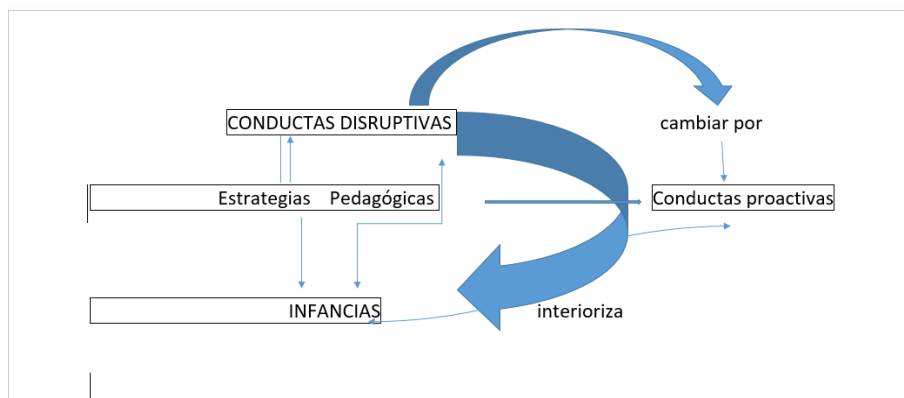 CONDUCTAS DISRUPTIVAS
cambiar por
Estrategias Pedagógicas
Conductas proactivas
INFANCIAS
interioriza